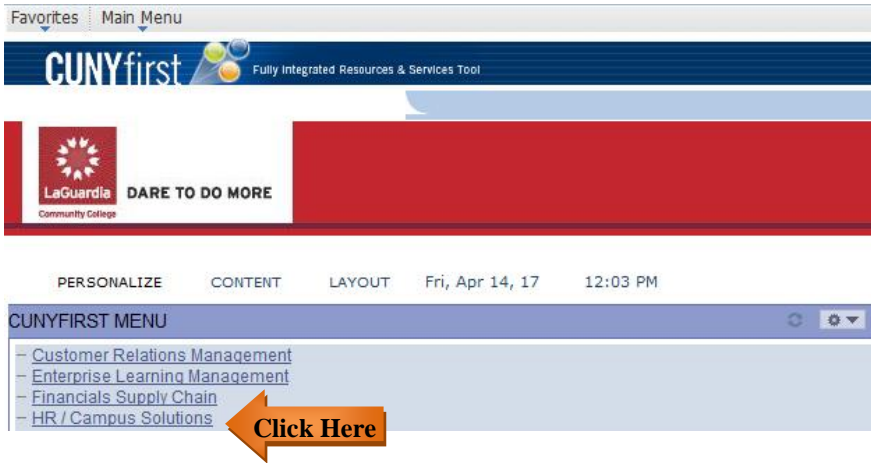 Favorites Main Menu
CUNYfirst Fully Integrated Resources & Services Tool
LaGuardia DARE TO DO MORE
Community College
PERSONALIZE CONTENT LAYOUT Fri, Apr 14, 17 12:03 PM
CUNYFIRST MENU
– Customer Relations Management
– Enterprise Learning Management
– Financials Supply Chain
– HR / Campus Solutions Click Here